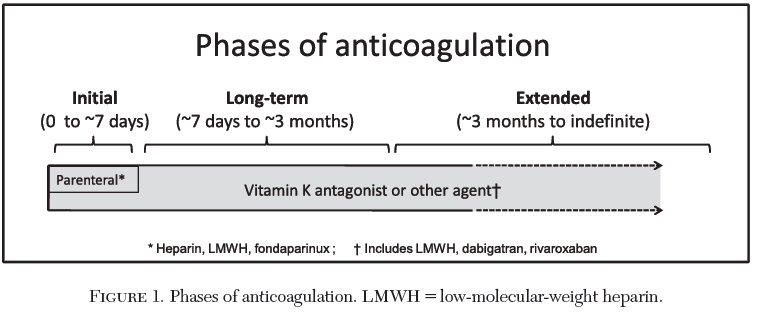 Phases of anticoagulation
Initial
(0 to ~7 days)
Long-term
(~7 days to ~3 months)
Extended
(~3 months to indefinite)
Parenteral*
Vitamin K antagonist or other agent†
* Heparin, LMWH, fondaparinux ; † Includes LMWH, dabigatran, rivaroxaban
FIGURE 1. Phases of anticoagulation. LMWH = low-molecular-weight heparin.